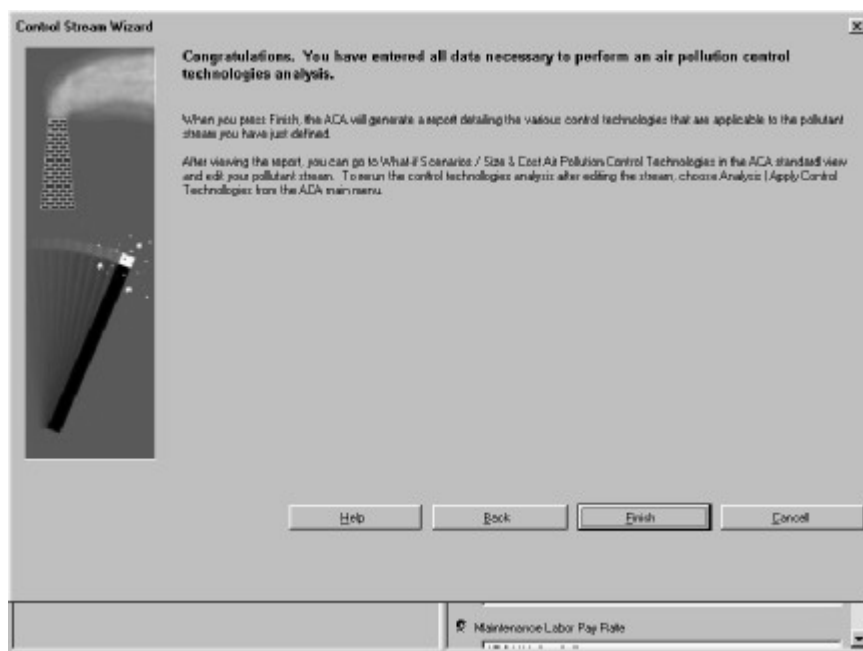 Control Stream Wizard
Congratulations. You have entered all data necessary to perform an air pollution control
technologies analysis.
When you press Finish, the ACA will generate a report detailing the various control technologies that are applicable to the pollutant
stream you have just defined.
After viewing the report, you can go to What-if Scenarios / Size & Cost Air Pollution Control Technologies in the ACA standard view
and edit your pollutant stream. To rerun the control technologies analysis after editing the stream, choose Analysis | Apply Control
Technologies from the ACA main menu.
Help
Back
Finish
Cancel
Maintenance Labor Pay Rate